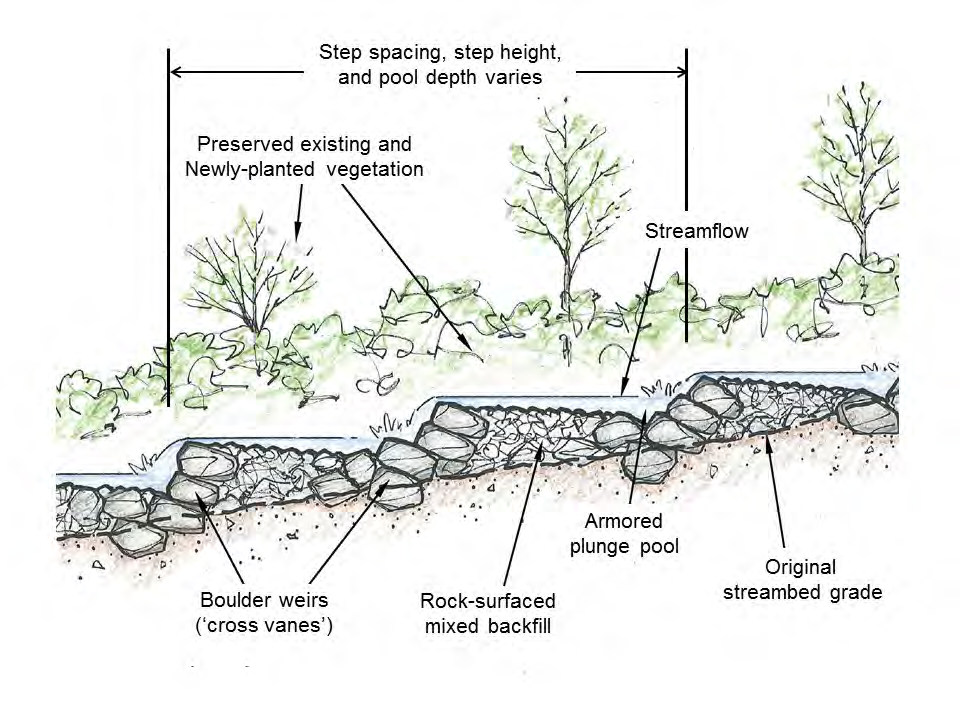 Step spacing, step height,
and pool depth varies
Preserved existing and
Newly-planted vegetation
Streamflow
Armored
plunge pool
Original
streambed grade
Boulder weirs
(‘cross vanes’)
Rock-surfaced
mixed backfill